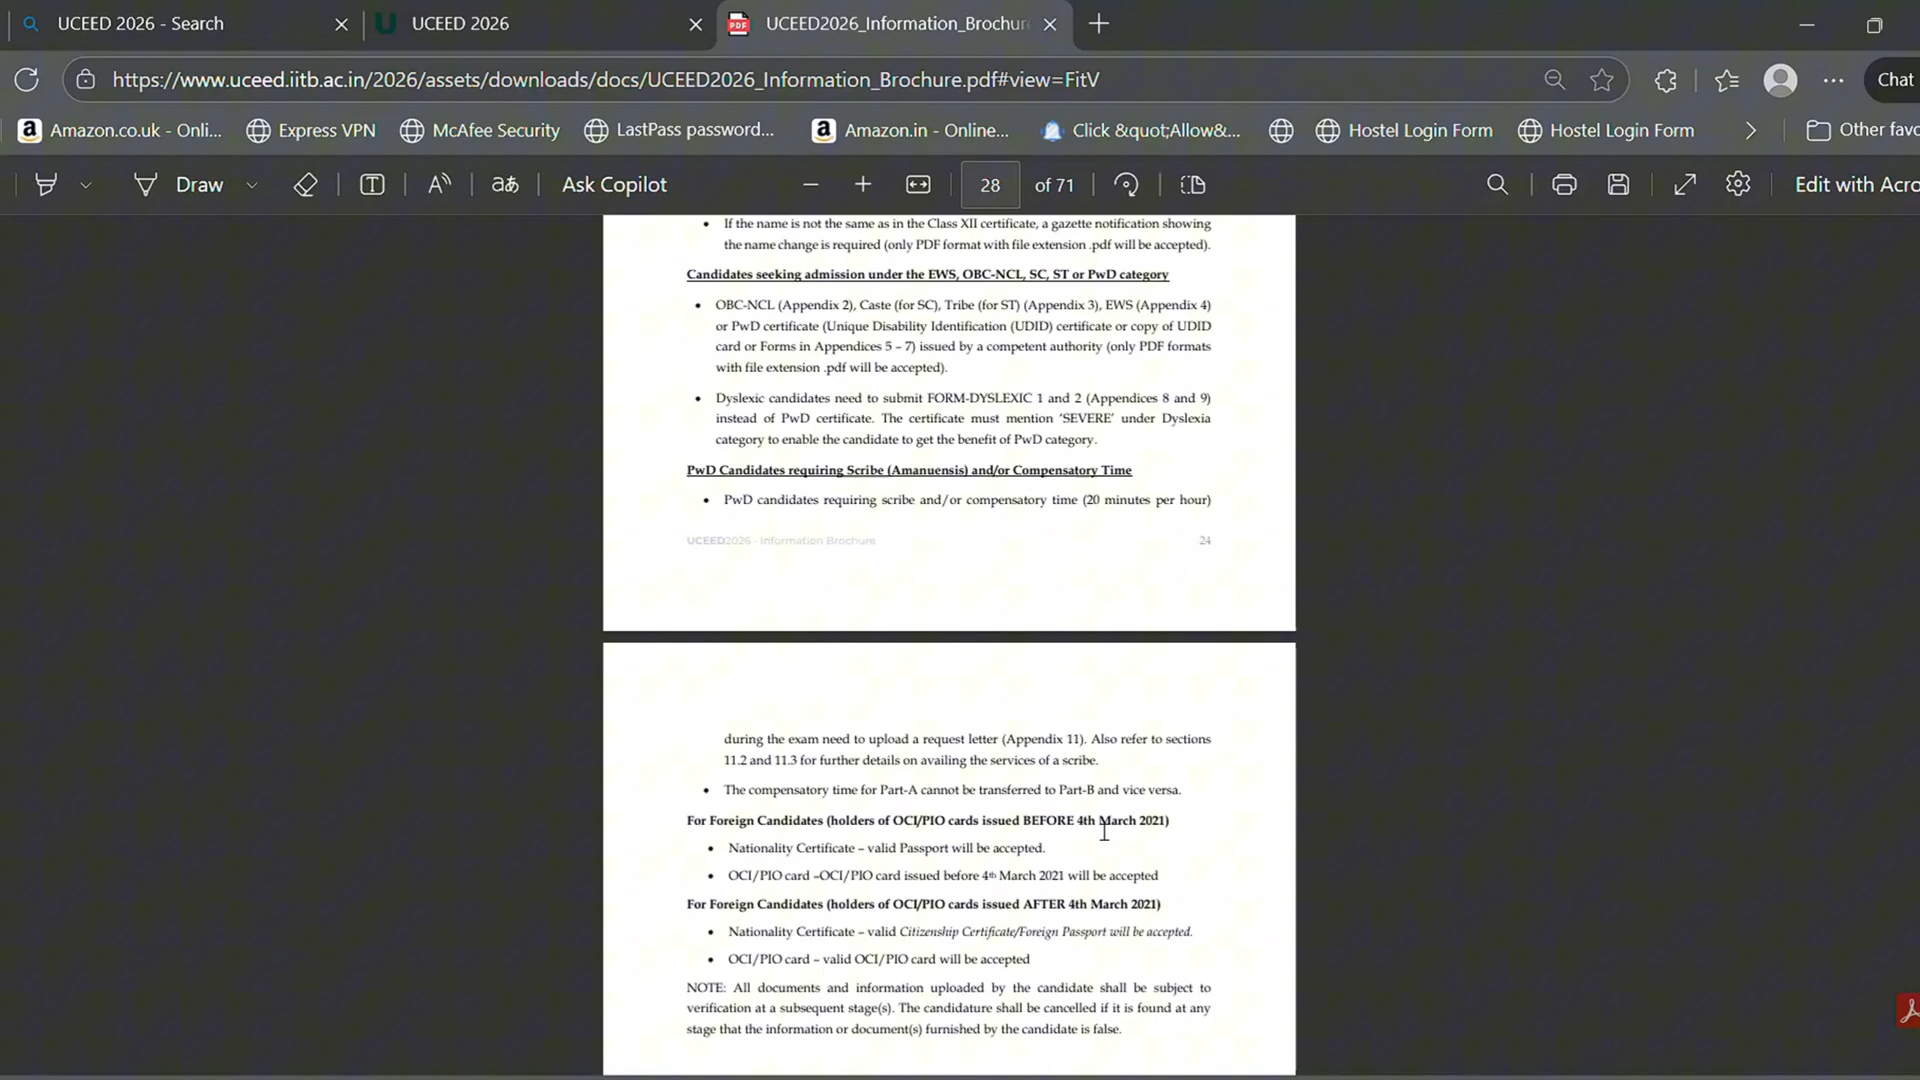 UCEED 2026 - Search
UCEED 2026
PDF
UCEED2026_Information_Brochur
https://www.uceed.iitb.ac.in/2026/assets/downloads/docs/UCEED2026_Information_Brochure.pdf#view=FitV
Chat
Amazon.co.uk - Onli...
Express VPN
McAfee Security
LastPass password...
Amazon.in - Online...
Click &quot;Allow&...
Hostel Login Form
Hostel Login Form
Other favo
Draw
Ask Copilot
28 of 71
Edit with Acro
• If the name is not the same as in the Class XII certificate, a gazette notification showing
the name change is required (only PDF format with file extension .pdf will be accepted).
Candidates seeking admission under the EWS, OBC-NCL, SC, ST or PwD category
• OBC-NCL (Appendix 2), Caste (for SC), Tribe (for ST) (Appendix 3), EWS (Appendix 4)
or PwD certificate (Unique Disability Identification (UDID) certificate or copy of UDID
card or Forms in Appendices 5 – 7) issued by a competent authority (only PDF formats
with file extension .pdf will be accepted).
• Dyslexic candidates need to submit FORM-DYSLEXIC 1 and 2 (Appendices 8 and 9)
instead of PwD certificate. The certificate must mention ‘SEVERE’ under Dyslexia
category to enable the candidate to get the benefit of PwD category.
PwD Candidates requiring Scribe (Amanuensis) and/or Compensatory Time
• PwD candidates requiring scribe and/or compensatory time (20 minutes per hour)
UCEED2026 - Information Brochure 24
during the exam need to upload a request letter (Appendix 11). Also refer to sections
11.2 and 11.3 for further details on availing the services of a scribe.
• The compensatory time for Part-A cannot be transferred to Part-B and vice versa.
For Foreign Candidates (holders of OCI/PIO cards issued BEFORE 4th March 2021)
• Nationality Certificate – valid Passport will be accepted.
• OCI/PIO card –OCI/PIO card issued before 4th March 2021 will be accepted
For Foreign Candidates (holders of OCI/PIO cards issued AFTER 4th March 2021)
• Nationality Certificate – valid Citizenship Certificate/Foreign Passport will be accepted.
• OCI/PIO card – valid OCI/PIO card will be accepted
NOTE: All documents and information uploaded by the candidate shall be subject to
verification at a subsequent stage(s). The candidature shall be cancelled if it is found at any
stage that the information or document(s) furnished by the candidate is false.